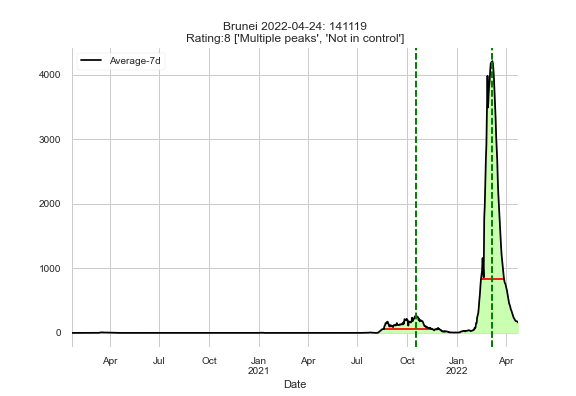 Brunei 2022-04-24: 141119
Rating:8 ['Multiple peaks', 'Not in control']
Average-7d
4000
3000
2000
1000
0
Apr Jul Oct Jan Apr Jul Oct Jan Apr
2021 2022
Date